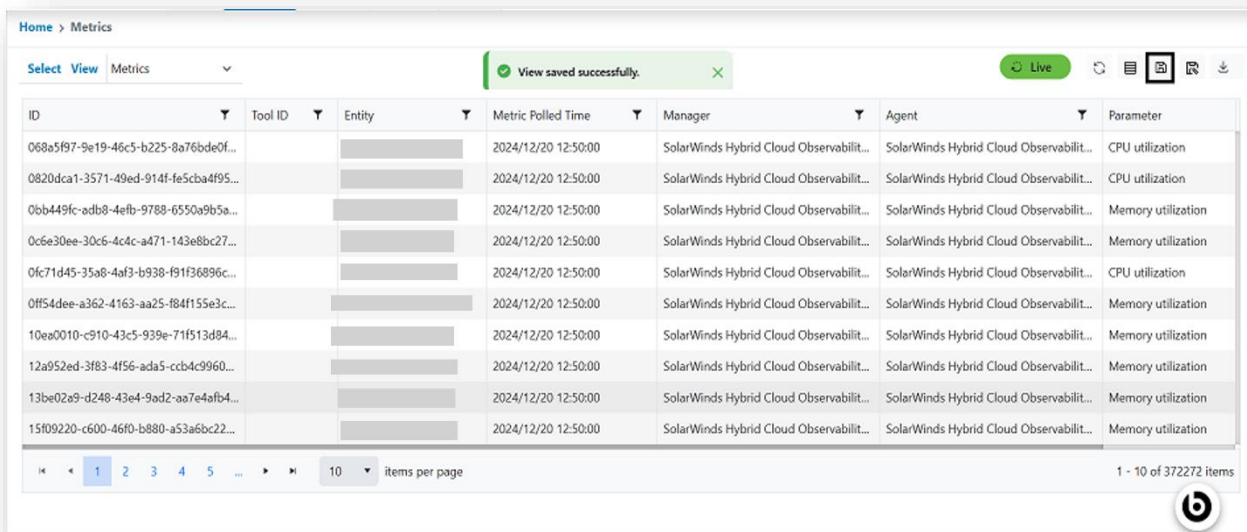 Home > Metrics
Select View Metrics
View saved successfully.
Live
ID Tool ID Entity Metric Polled Time Manager Agent Parameter
068a5f97-9e19-46c5-b225-8a76bde0f... 2024/12/20 12:50:00 SolarWinds Hybrid Cloud Observabilit... SolarWinds Hybrid Cloud Observabilit... CPU utilization
0820dca1-3571-49ed-914f-fe5cba4f95... 2024/12/20 12:50:00 SolarWinds Hybrid Cloud Observabilit... SolarWinds Hybrid Cloud Observabilit... CPU utilization
0bb449fc-adb8-4efb-9788-6550a9b5a... 2024/12/20 12:50:00 SolarWinds Hybrid Cloud Observabilit... SolarWinds Hybrid Cloud Observabilit... Memory utilization
0c6e30ee-30c6-4c4c-a471-143e8bc27... 2024/12/20 12:50:00 SolarWinds Hybrid Cloud Observabilit... SolarWinds Hybrid Cloud Observabilit... Memory utilization
0fc71d45-35a8-4af3-b938-f91f36896c... 2024/12/20 12:50:00 SolarWinds Hybrid Cloud Observabilit... SolarWinds Hybrid Cloud Observabilit... CPU utilization
0ff54dee-a362-4163-aa25-f84f155e3c... 2024/12/20 12:50:00 SolarWinds Hybrid Cloud Observabilit... SolarWinds Hybrid Cloud Observabilit... Memory utilization
10ea0010-c910-43c5-939e-71f513d84... 2024/12/20 12:50:00 SolarWinds Hybrid Cloud Observabilit... SolarWinds Hybrid Cloud Observabilit... Memory utilization
12a952ed-3f83-4f56-ada5-ccb4c9960... 2024/12/20 12:50:00 SolarWinds Hybrid Cloud Observabilit... SolarWinds Hybrid Cloud Observabilit... Memory utilization
13be02a9-d248-43e4-9ad2-aa7e4afb4... 2024/12/20 12:50:00 SolarWinds Hybrid Cloud Observabilit... SolarWinds Hybrid Cloud Observabilit... Memory utilization
15f09220-c600-46f0-b880-a53a6bc22... 2024/12/20 12:50:00 SolarWinds Hybrid Cloud Observabilit... SolarWinds Hybrid Cloud Observabilit... Memory utilization
1 2 3 4 5 ... 10 items per page 1 - 10 of 372272 items
b